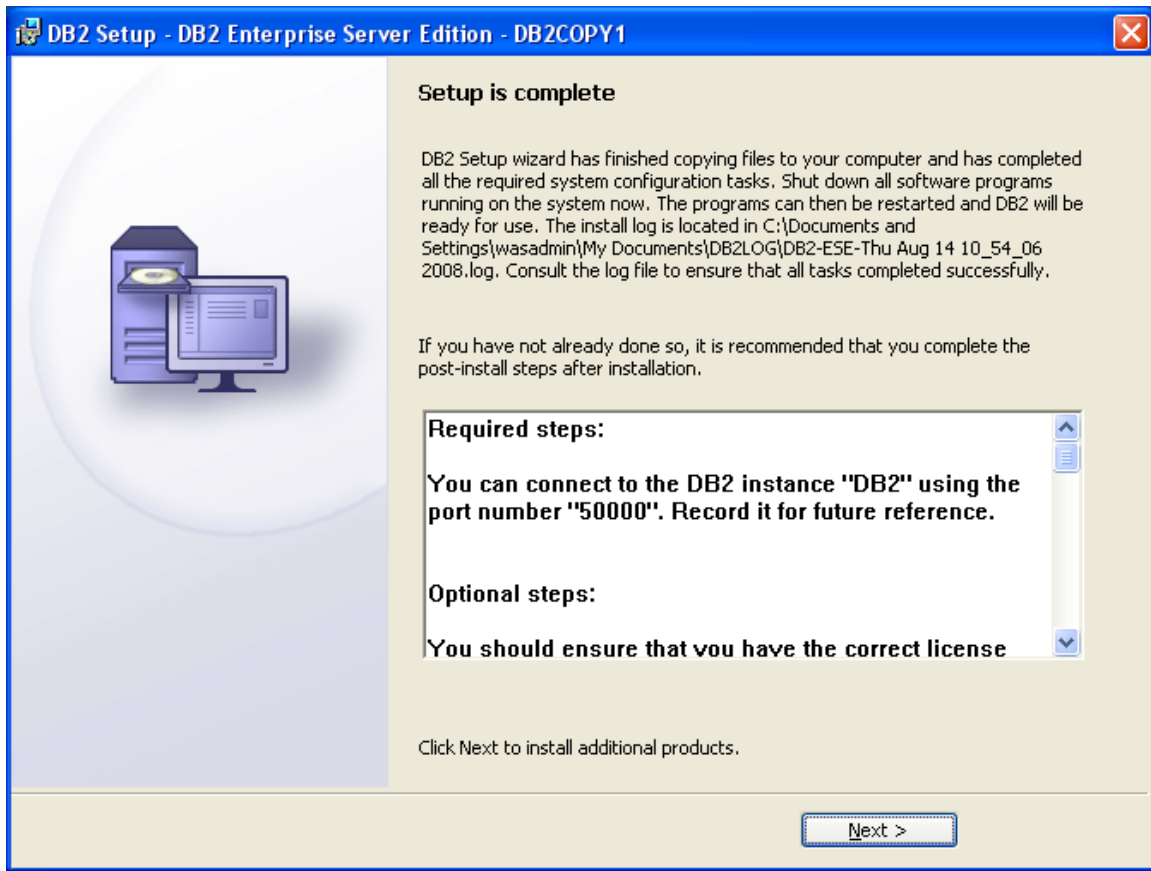 DB2 Setup - DB2 Enterprise Server Edition - DB2COPY1
Setup is complete
DB2 Setup wizard has finished copying files to your computer and has completed
all the required system configuration tasks. Shut down all software programs
running on the system now. The programs can then be restarted and DB2 will be
ready for use. The install log is located in C:\Documents and
Settings\wasadmin\My Documents\DB2LOG\DB2-ESE-Thu Aug 14 10_54_06
2008.log. Consult the log file to ensure that all tasks completed successfully.
If you have not already done so, it is recommended that you complete the
post-install steps after installation.
Required steps:
You can connect to the DB2 instance "DB2" using the
port number "50000". Record it for future reference.
Optional steps:
You should ensure that you have the correct license
Click Next to install additional products.
Next >